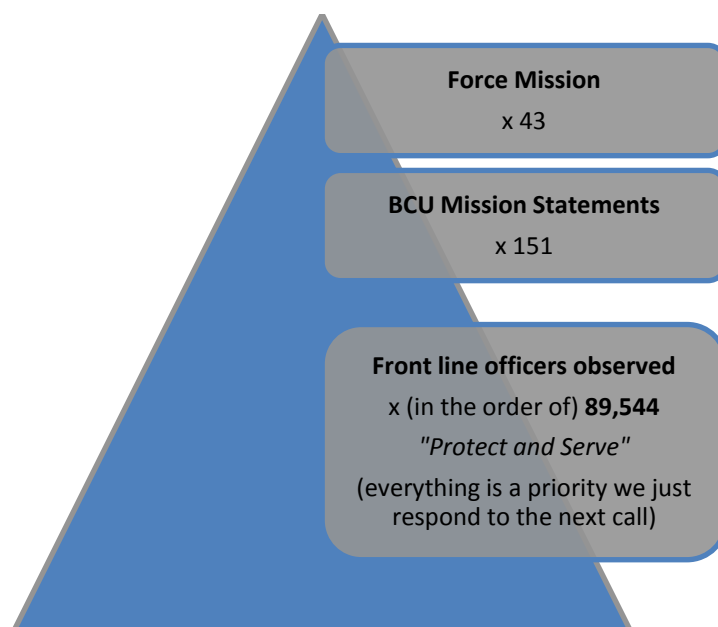 Force Mission
x 43
BCU Mission Statements
x 151
Front line officers observed
x (in the order of) 89,544
"Protect and Serve"
(everything is a priority we just
respond to the next call)